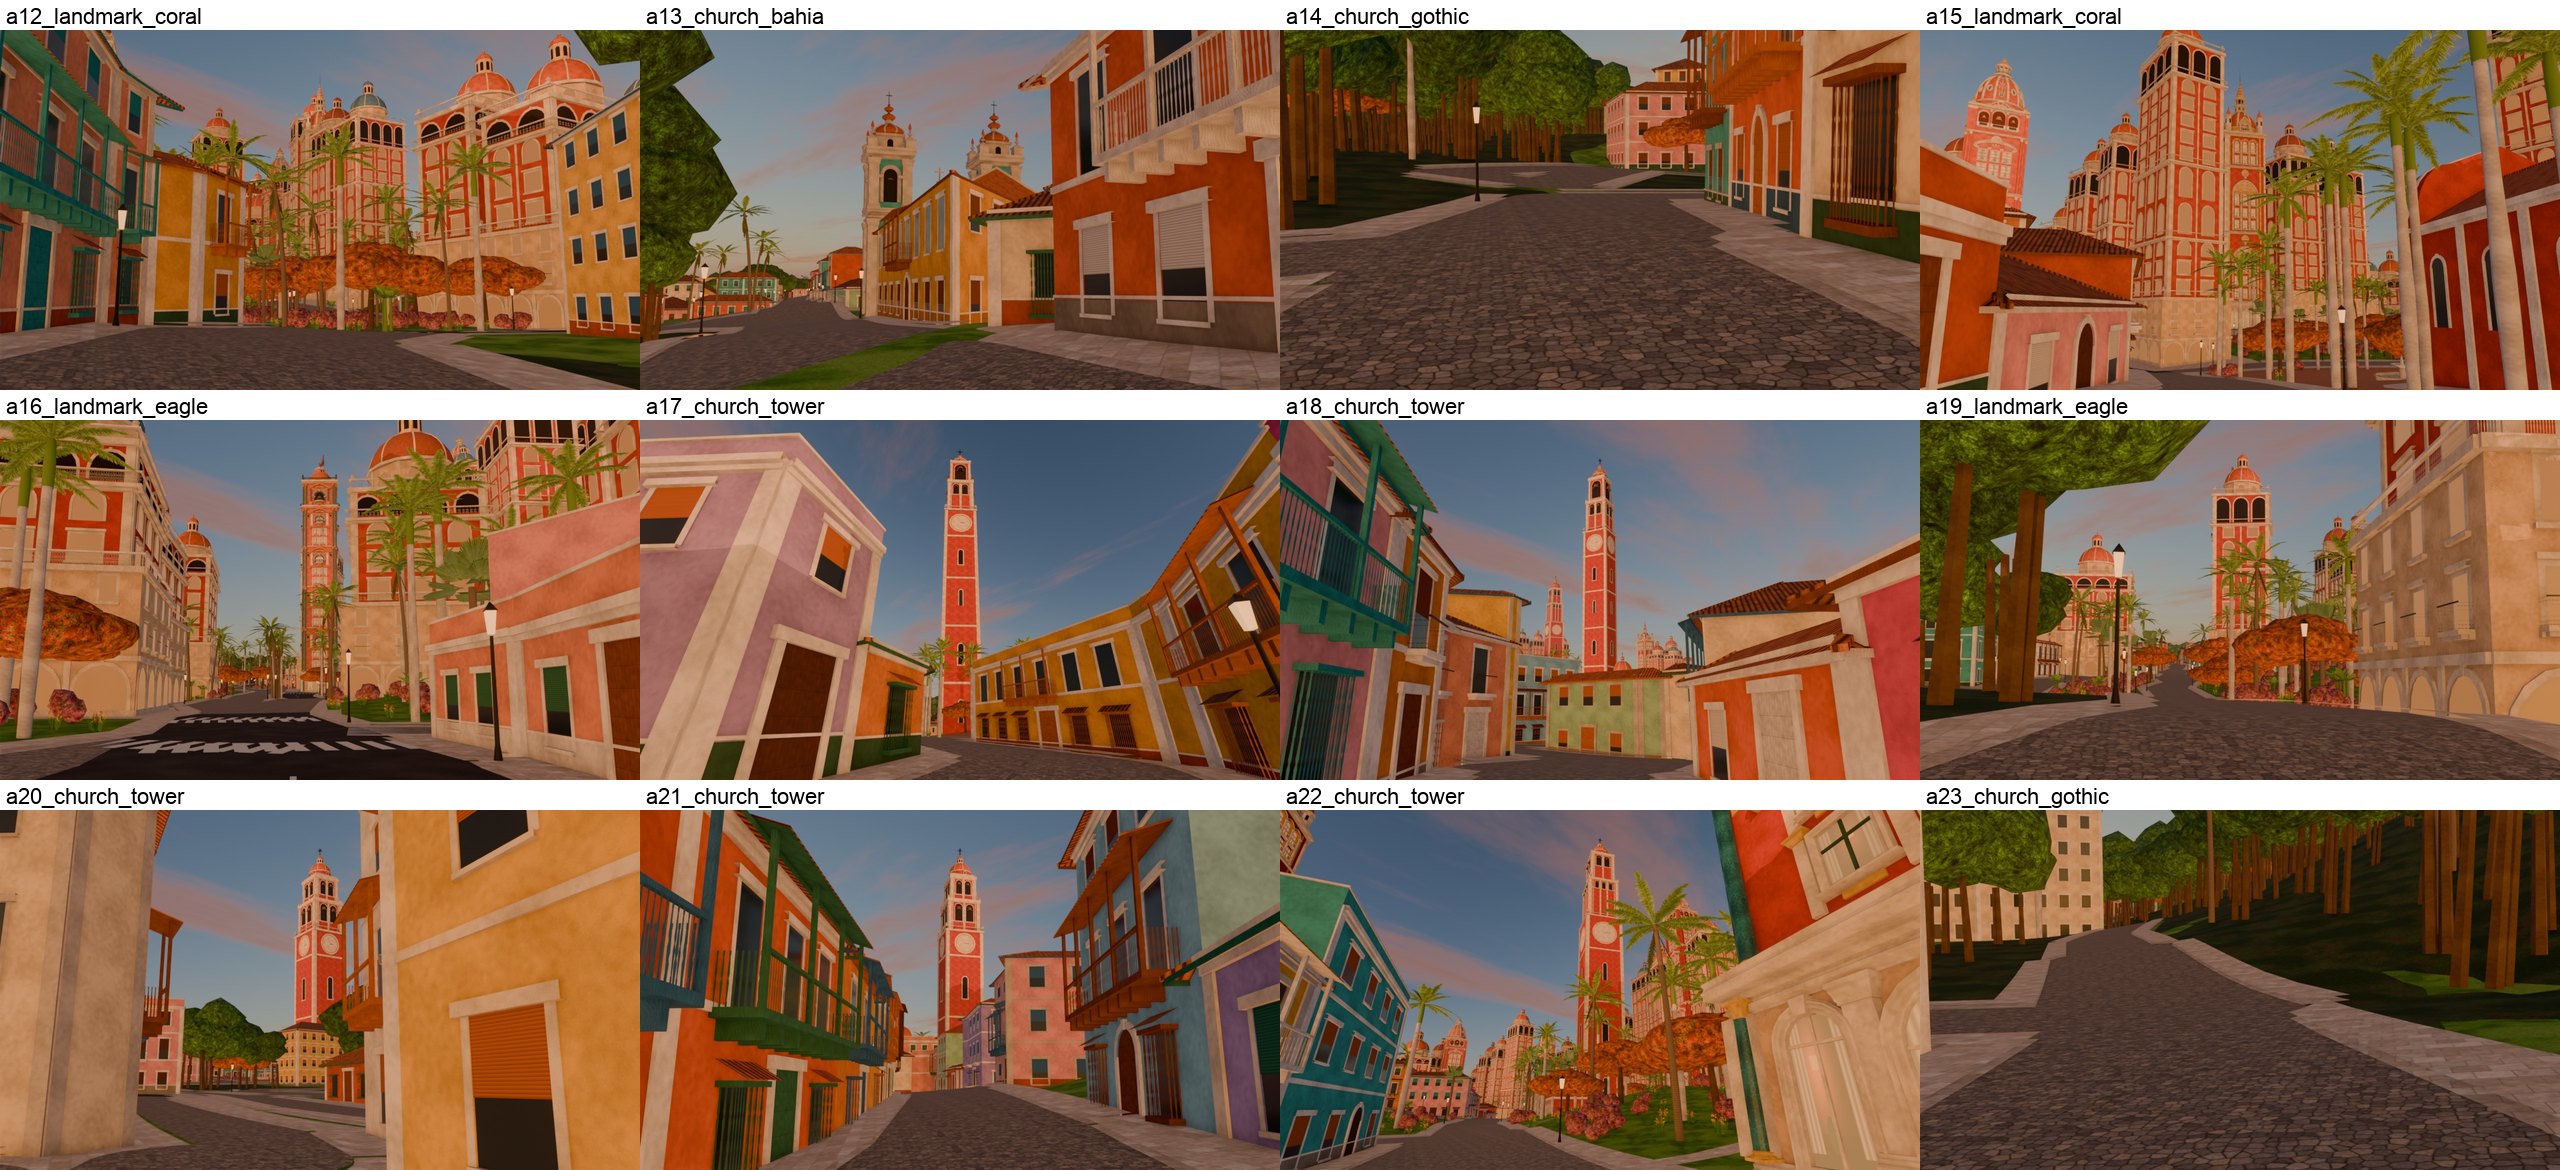 a12_landmark_coral
a13_church_bahia
a14_church_gothic
a15_landmark_coral
a16_landmark_eagle
a17_church_tower
a18_church_tower
a19_landmark_eagle
a20_church_tower
a21_church_tower
a22_church_tower
a23_church_gothic